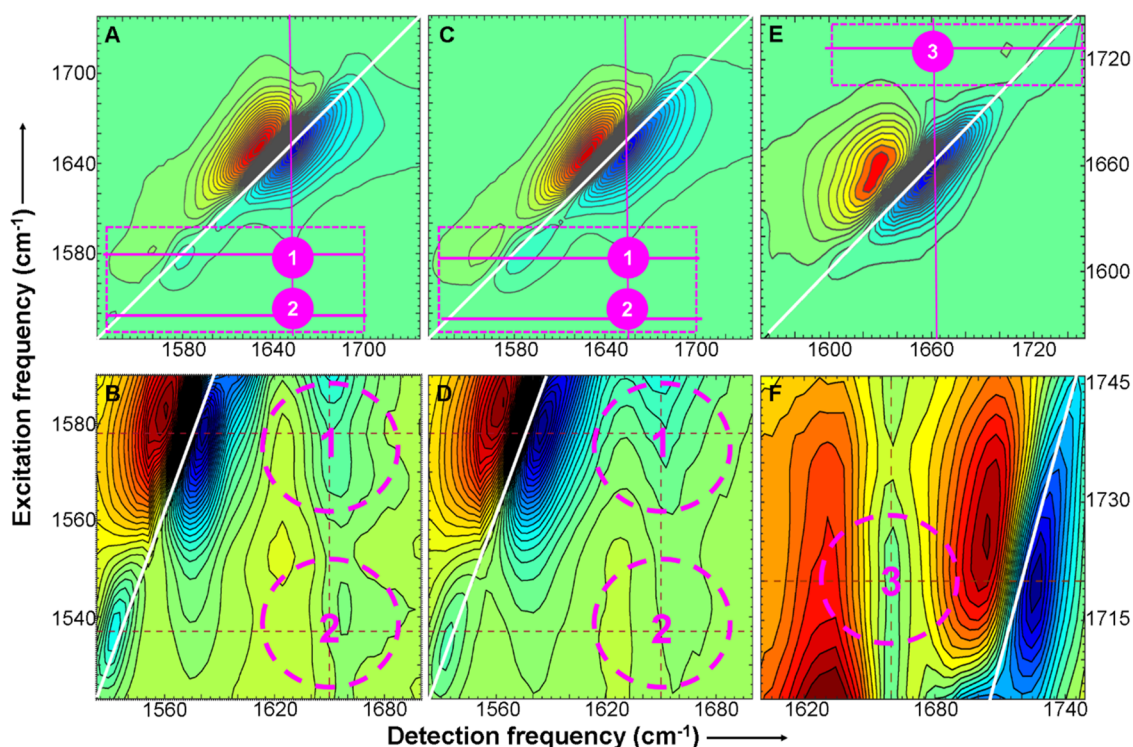 A C E
1700
1640
1580
1720
1660
1600
1 1 3
2 2
1580 1640 1700
1580 1640 1700
1600 1660 1720
B D F
1580
1560
1540
1745
1730
1715
1 1
2 2 3
1560 1620 1680
1560 1620 1680
1620 1680 1740
Excitation frequency (cm-1)
Detection frequency (cm-1)